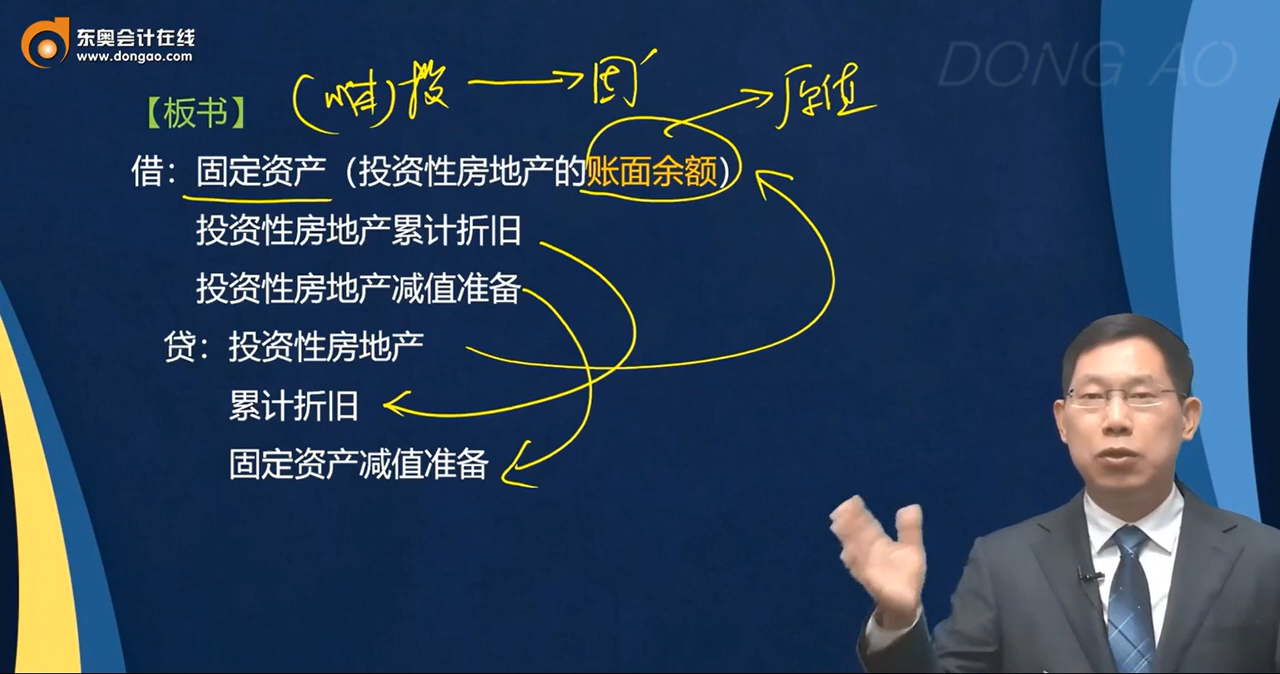 东奥会计在线
www.dongao.com
DONG AO
投 → 固
原值
【板书】
借：固定资产（投资性房地产的账面余额）
投资性房地产累计折旧
投资性房地产减值准备
贷：投资性房地产
累计折旧
固定资产减值准备